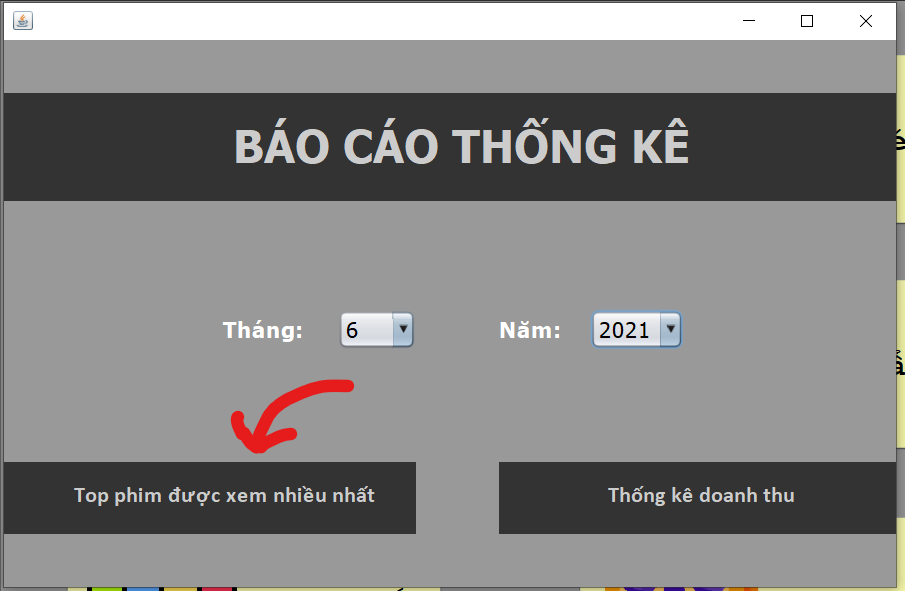 BÁO CÁO THỐNG KÊ
Tháng: 6 Năm: 2021
Top phim được xem nhiều nhất Thống kê doanh thu